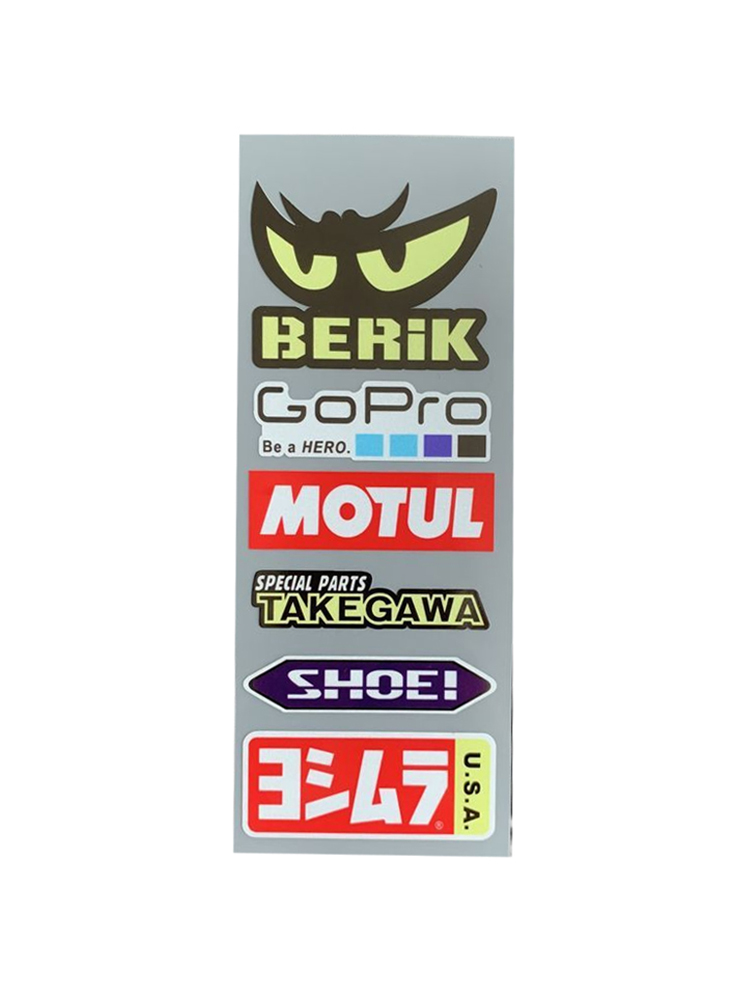 BERiK
GoPro
Be a HERO.
MOTUL
SPECIAL PARTS
TAKEGAWA
SHOEI
ヨシムラ
®
U.S.A.